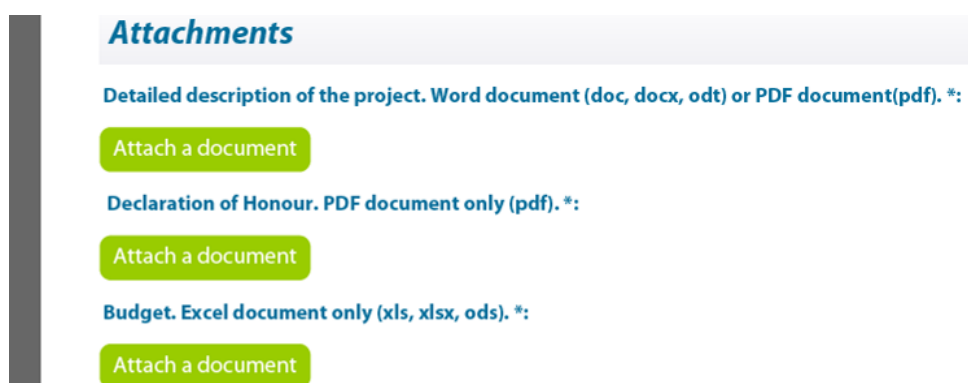 Attachments
Detailed description of the project. Word document (doc, docx, odt) or PDF document(pdf). *:
Attach a document
Declaration of Honour. PDF document only (pdf). *:
Attach a document
Budget. Excel document only (xls, xlsx, ods). *:
Attach a document